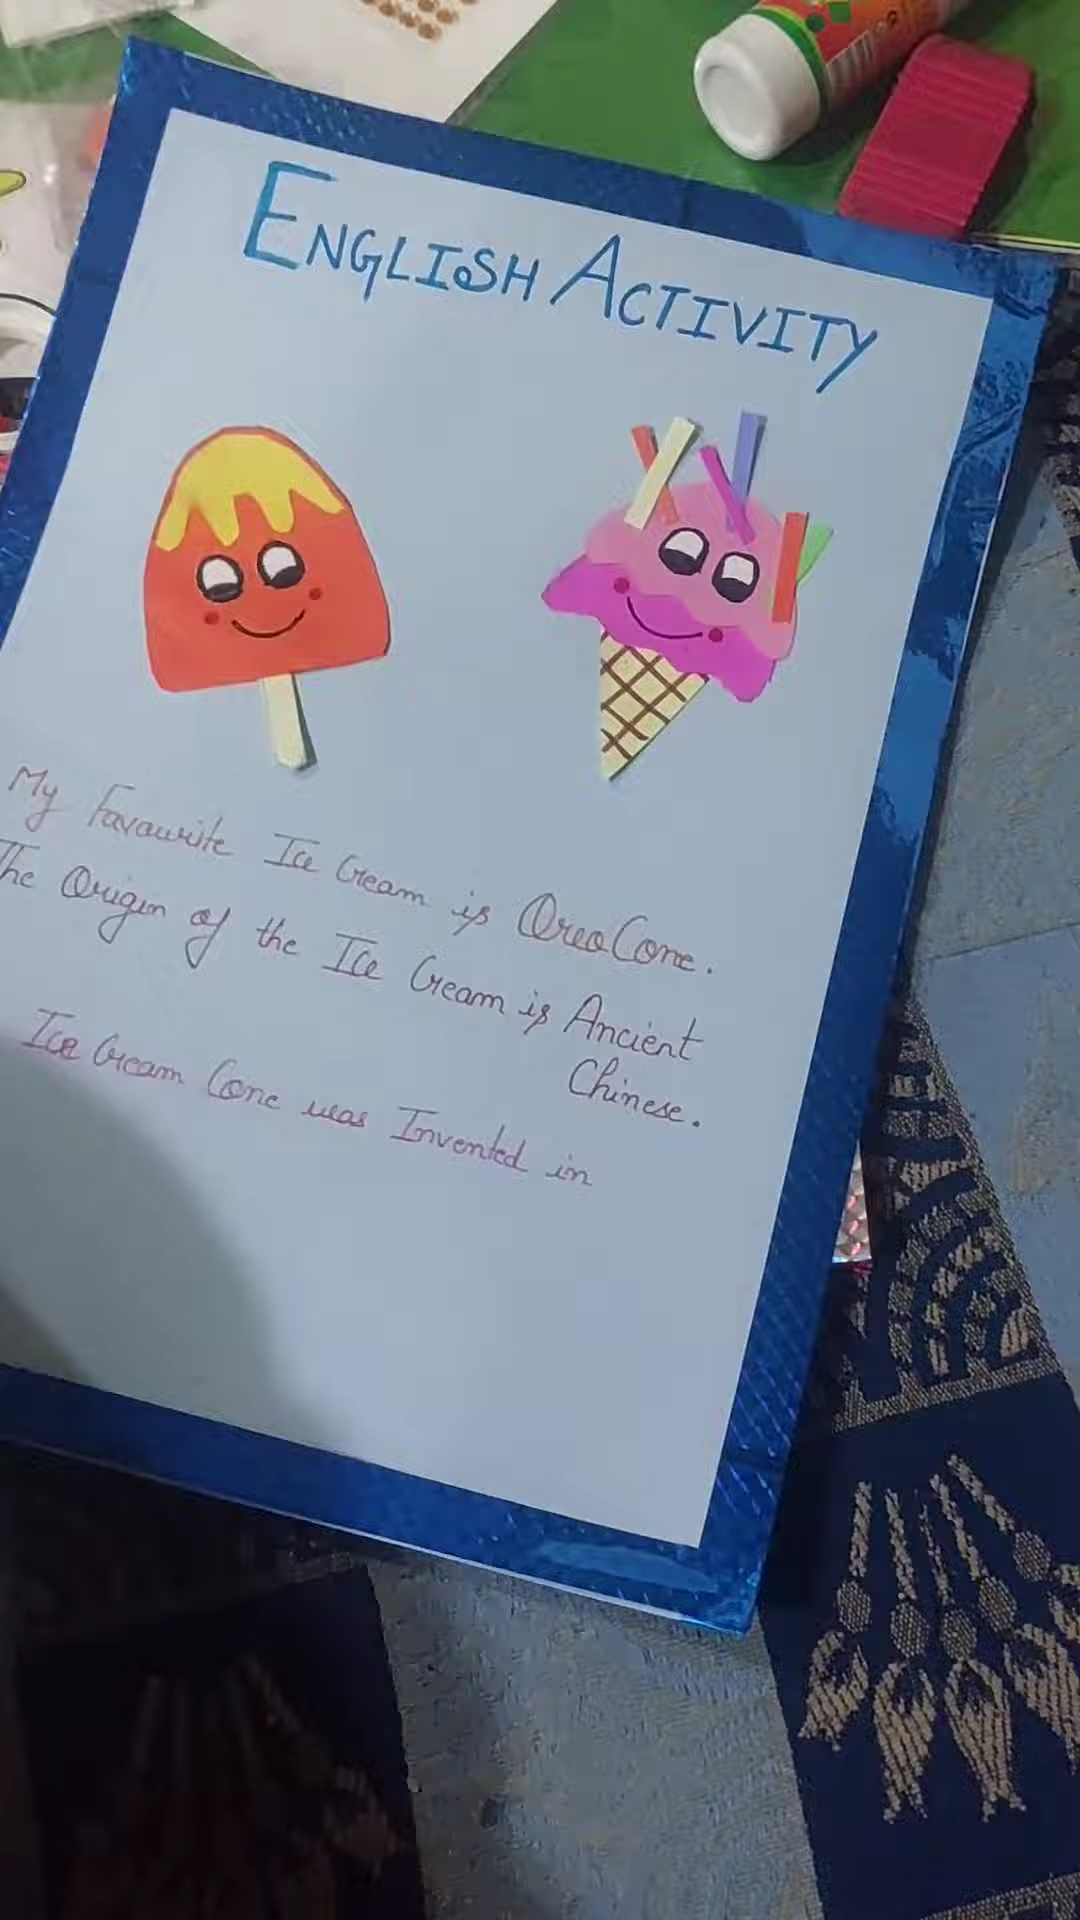 ENGLISH ACTIVITY
My Favourite Ice Cream is Oreo Cone.
The Origin of the Ice Cream is Ancient
Chinese.
Ice Cream Cone was Invented in